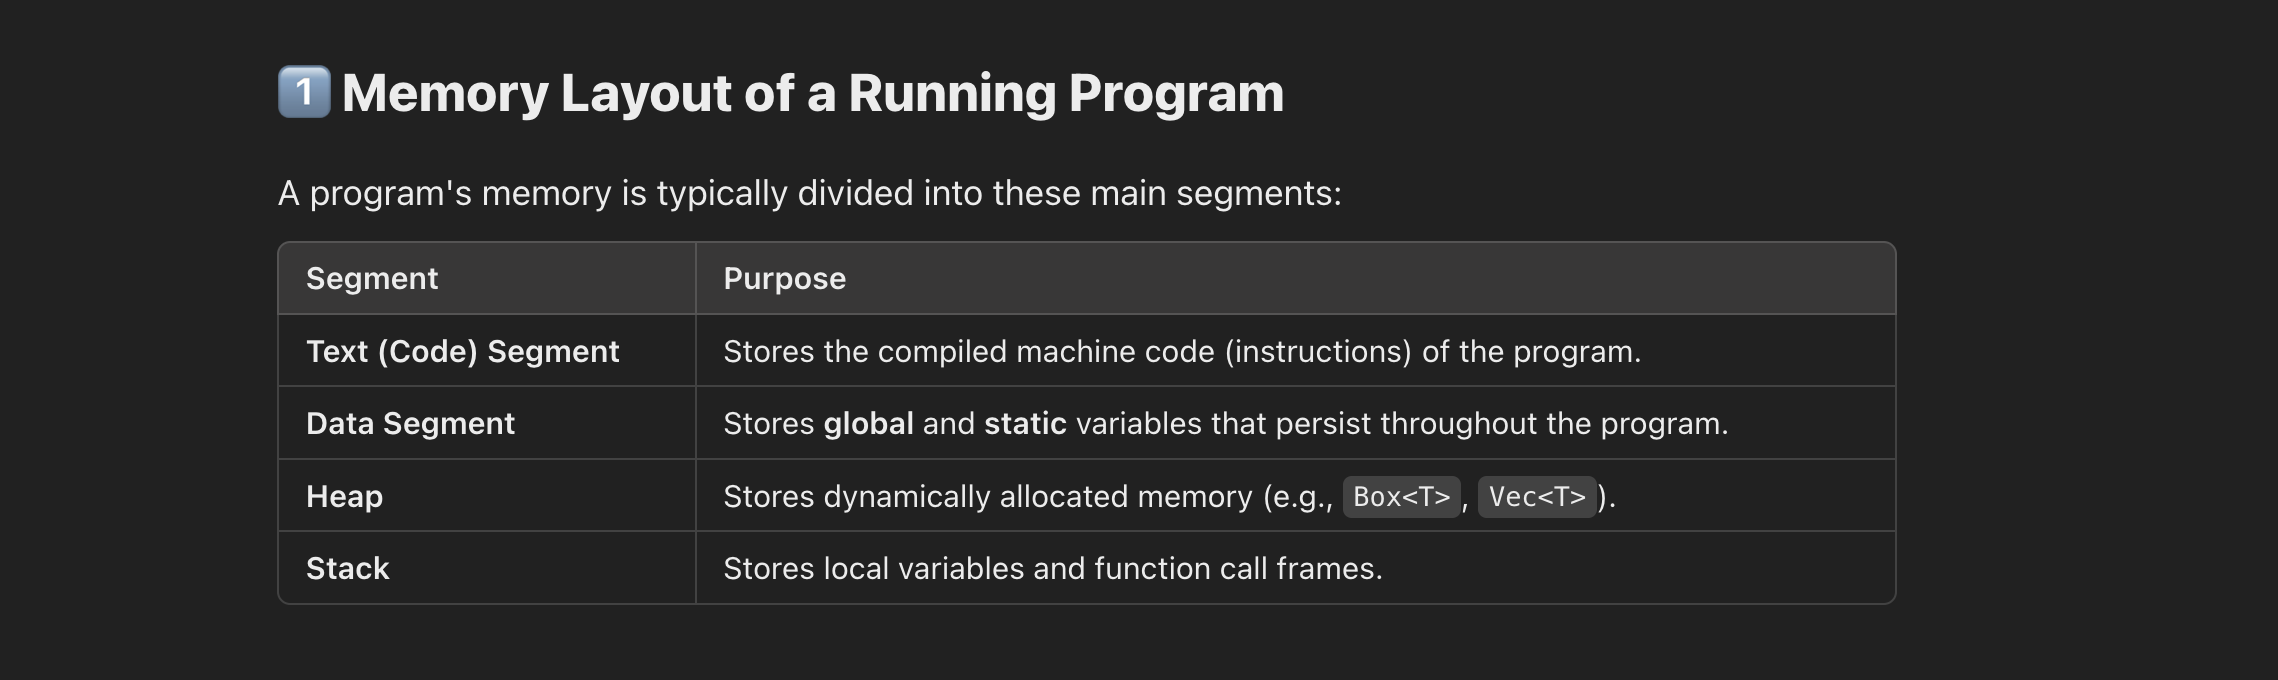 1 Memory Layout of a Running Program
A program's memory is typically divided into these main segments:
Segment Purpose
Text (Code) Segment Stores the compiled machine code (instructions) of the program.
Data Segment Stores global and static variables that persist throughout the program.
Heap Stores dynamically allocated memory (e.g., Box<T>, Vec<T>).
Stack Stores local variables and function call frames.